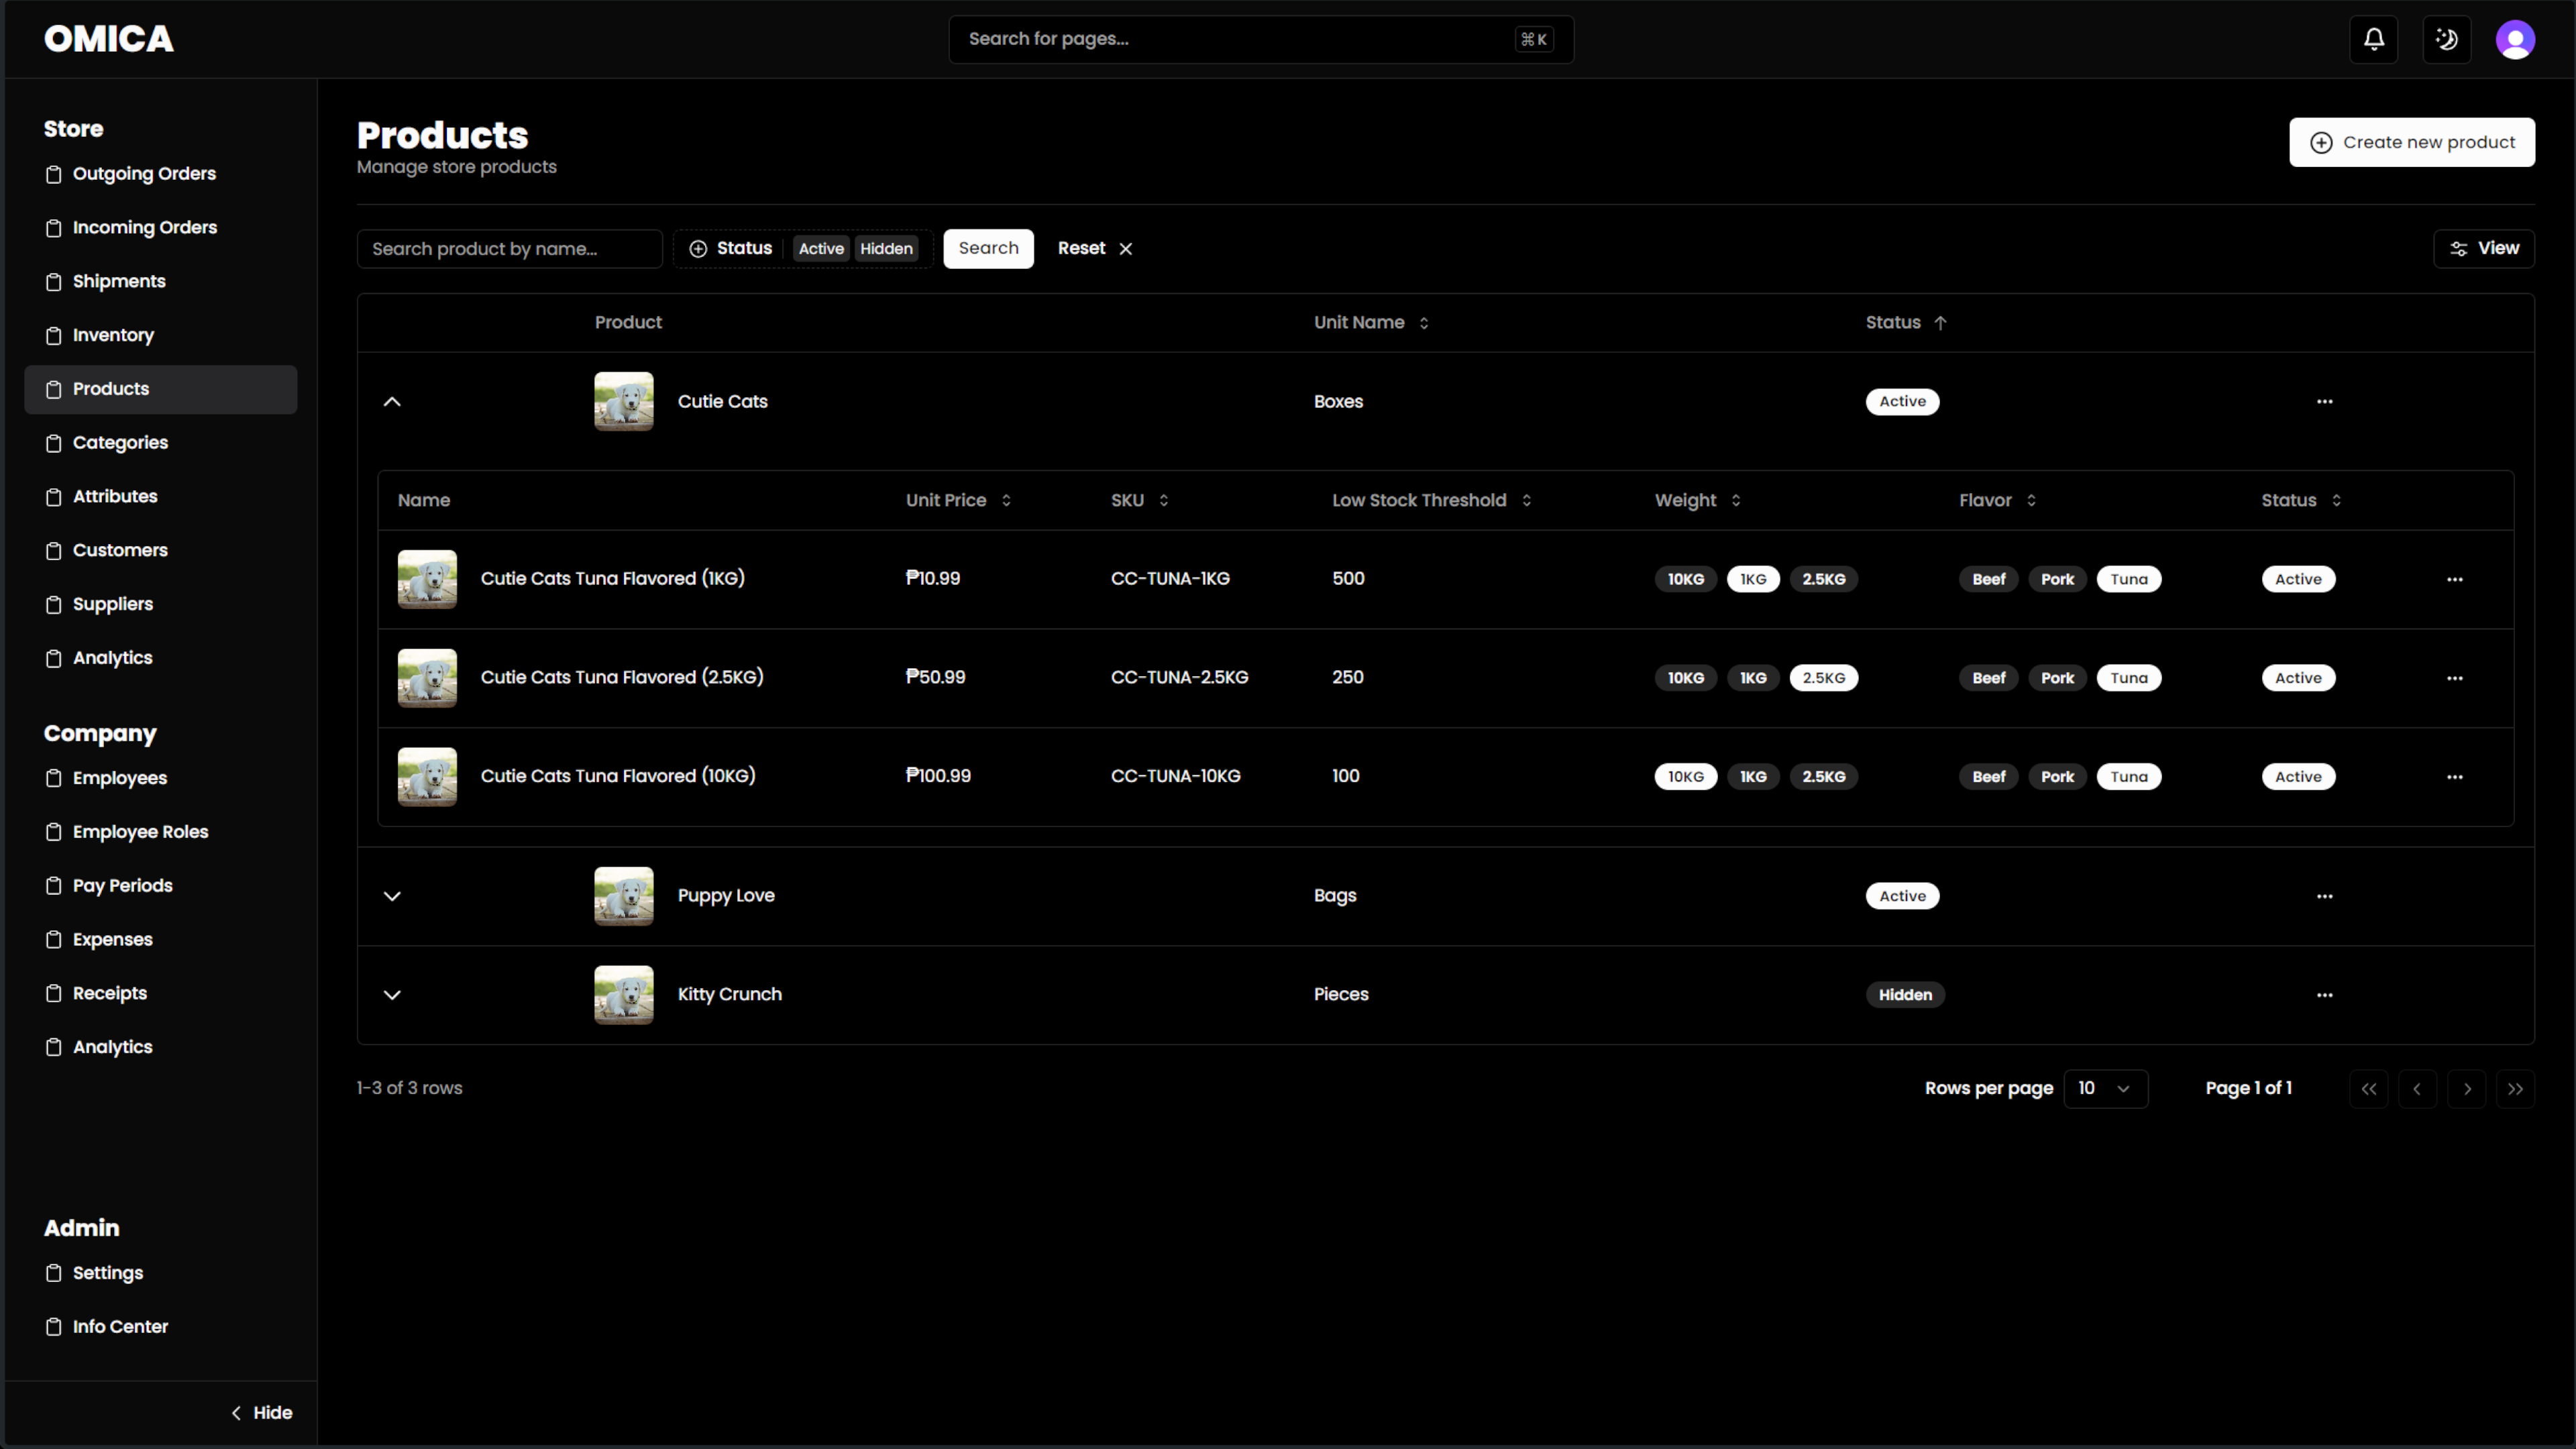 OMICA
Search for pages...
⌘K
Store
Outgoing Orders
Incoming Orders
Shipments
Inventory
Products
Categories
Attributes
Customers
Suppliers
Analytics
Company
Employees
Employee Roles
Pay Periods
Expenses
Receipts
Analytics
Admin
Settings
Info Center
Hide
Products
Manage store products
Create new product
Search product by name...
Status Active Hidden
Search
Reset
View
Product Unit Name Status
Cutie Cats Boxes Active
Name Unit Price SKU Low Stock Threshold Weight Flavor Status
Cutie Cats Tuna Flavored (1KG) ₱10.99 CC-TUNA-1KG 500 10KG 1KG 2.5KG Beef Pork Tuna Active
Cutie Cats Tuna Flavored (2.5KG) ₱50.99 CC-TUNA-2.5KG 250 10KG 1KG 2.5KG Beef Pork Tuna Active
Cutie Cats Tuna Flavored (10KG) ₱100.99 CC-TUNA-10KG 100 10KG 1KG 2.5KG Beef Pork Tuna Active
Puppy Love Bags Active
Kitty Crunch Pieces Hidden
1-3 of 3 rows
Rows per page 10
Page 1 of 1